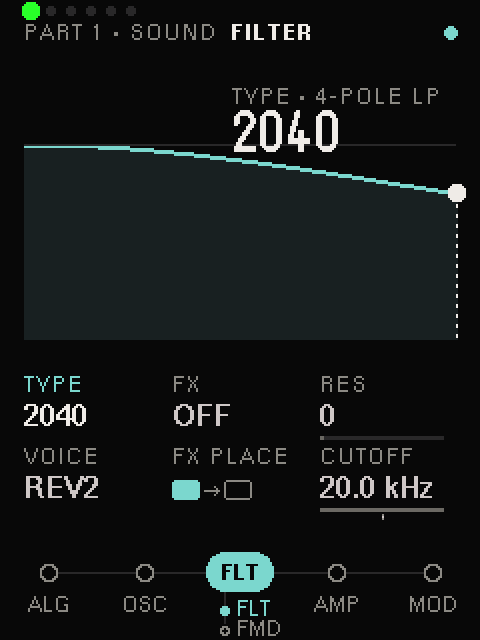 PART 1 · SOUND FILTER
TYPE · 4-POLE LP
2040
TYPE FX RES
2040 OFF 0
VOICE FX PLACE CUTOFF
REV2 → 20.0 kHz
FLT
ALG OSC FLT AMP MOD
FMD